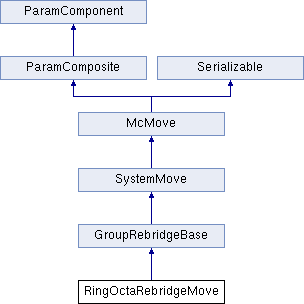 ParamComponent
ParamComposite
Serializable
McMove
SystemMove
GroupRebridgeBase
RingOctaRebridgeMove